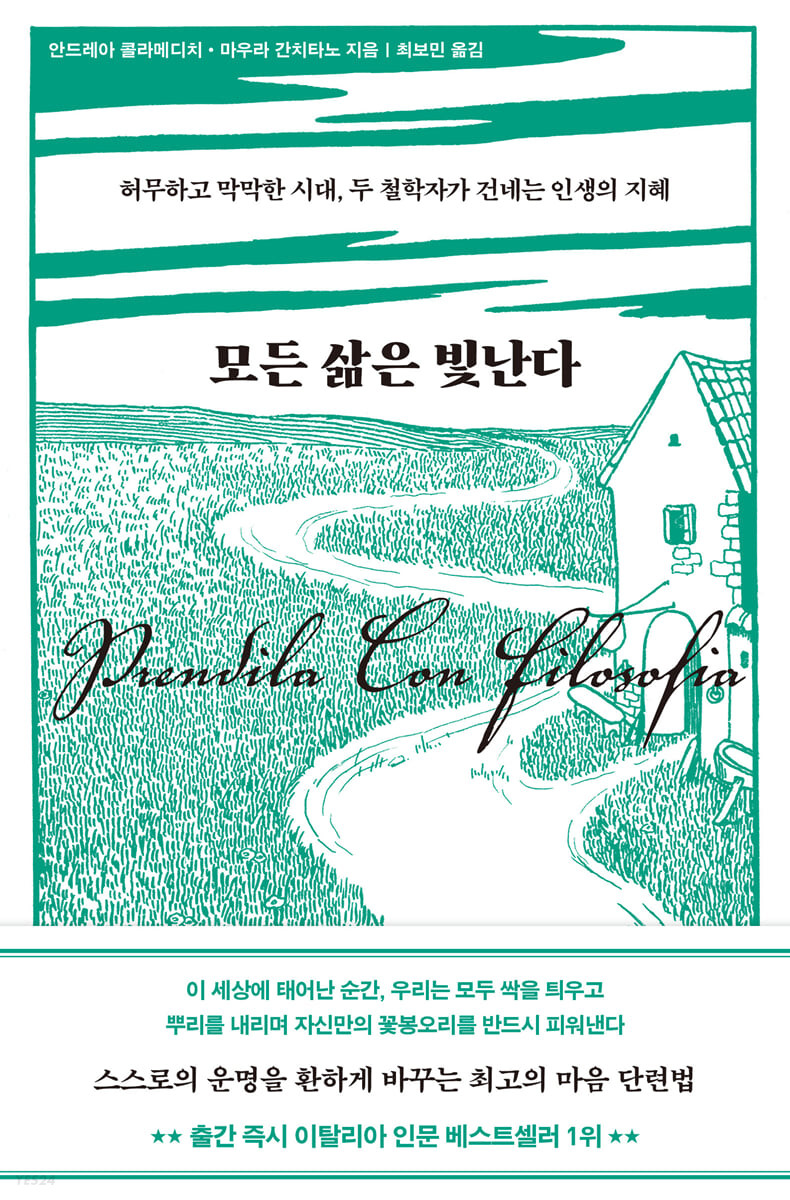 안드레아 콜라메디치 • 마우라 간치타노 지음 | 최보민 옮김
허무하고 막막한 시대, 두 철학자가 건네는 인생의 지혜
모든 삶은 빛난다
Prendila Con Filosofia
이 세상에 태어난 순간, 우리는 모두 싹을 틔우고
뿌리를 내리며 자신만의 꽃봉오리를 반드시 피워낸다
스스로의 운명을 환하게 바꾸는 최고의 마음 단련법
★★ 출간 즉시 이탈리아 인문 베스트셀러 1위 ★★
YES24